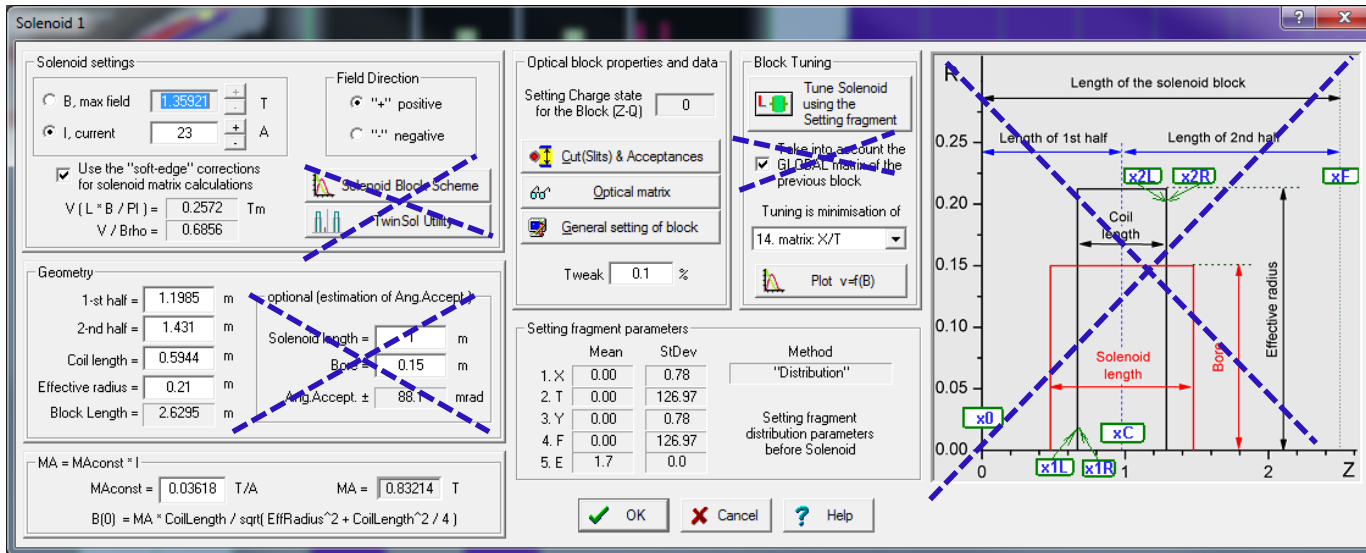 Solenoid 1
Solenoid settings
B, max field 1.35921 T
I, current 23 A
Field Direction
"+" positive
"-" negative
Use the "soft-edge" corrections
for solenoid matrix calculations
V ( L * B / PI ) = 0.2572 Tm
V / Brho = 0.6856
Solenoid Block Scheme
TwinSol Utility
Geometry
1-st half = 1.1985 m
2-nd half = 1.431 m
Coil length = 0.5944 m
Effective radius = 0.21 m
Block Length = 2.6295 m
optional (estimation of Ang.Accept.)
Solenoid length = 1 m
Bore = 0.15 m
Ang.Accept. ± 88.1 mrad
MA = MAconst * I
MAconst = 0.03618 T/A MA = 0.83214 T
B(0) = MA * CoilLength / sqrt( EffRadius^2 + CoilLength^2 / 4 )
Optical block properties and data
Setting Charge state
for the Block (Z-Q) 0
Cut(Slits) & Acceptances
Optical matrix
General setting of block
Tweak 0.1 %
Block Tuning
Tune Solenoid
using the
Setting fragment
Take into account the
GLOBAL matrix of the
previous block
Tuning is minimisation of
14. matrix: X/T
Plot v=f(B)
Setting fragment parameters
Mean StDev
1. X 0.00 0.78
2. T 0.00 126.97
3. Y 0.00 0.78
4. F 0.00 126.97
5. E 1.7 0.0
Method
"Distribution"
Setting fragment
distribution parameters
before Solenoid
OK
Cancel
Help
R
Length of the solenoid block
0.25
Length of 1st half
Length of 2nd half
x2L
x2R
xF
0.20
Coil
length
0.15
Effective radius
0.10
Solenoid
length
Bore
0.05
x0
xC
0.00
x1L
x1R
0 1 2 Z